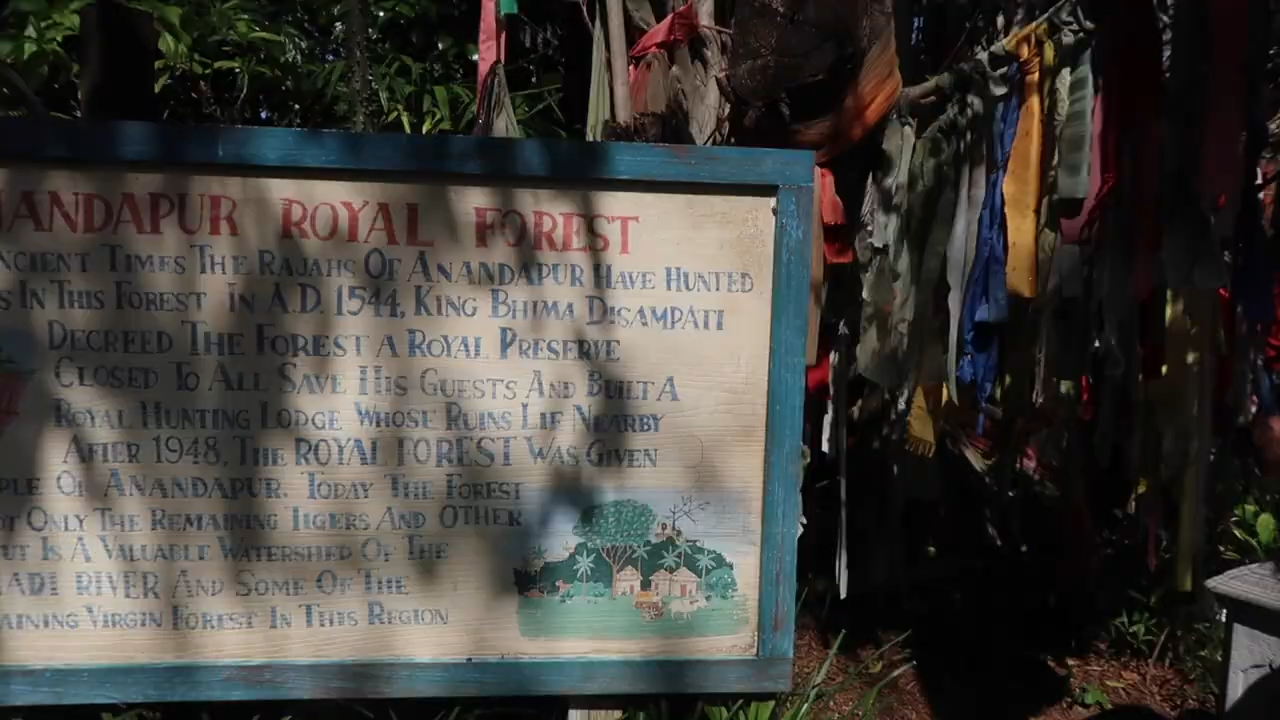 NANDAPUR ROYAL FOREST
NCIENT TIMES THE RAJAHS OF ANANDAPUR HAVE HUNTED
S IN THIS FOREST IN A.D. 1544, KING BHIMA DISAMPATI
DECREED THE FOREST A ROYAL PRESERVE
CLOSED TO ALL SAVE HIS GUESTS AND BUILT A
ROYAL HUNTING LODGE WHOSE RUINS LIE NEARBY
AFTER 1948, THE ROYAL FOREST WAS GIVEN
PLE OF ANANDAPUR. TODAY THE FOREST
OT ONLY THE REMAINING TIGERS AND OTHER
UT IS A VALUABLE WATERSHED OF THE
ADI RIVER AND SOME OF THE
AINING VIRGIN FOREST IN THIS REGION